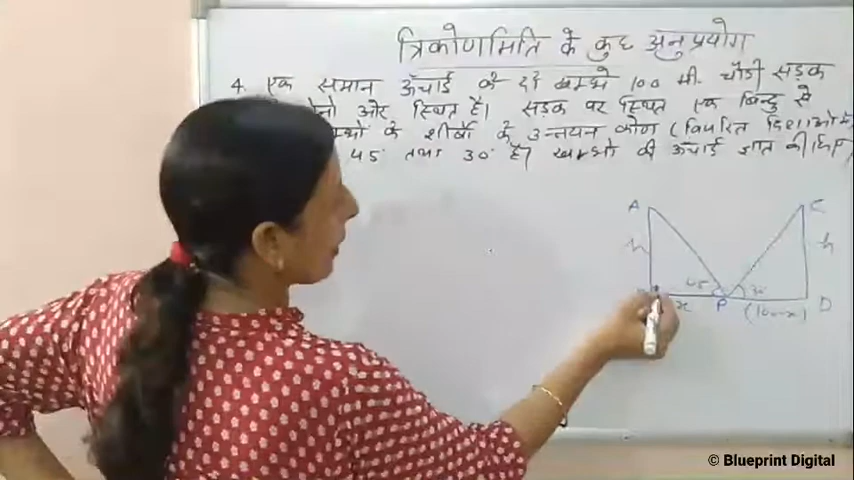 त्रिकोणमिति के कुछ अनुप्रयोग
4. एक समान ऊँचाई के दो खम्भे 100 मी. चौड़ी सड़क
दोनो ओर स्थित है। सड़क पर स्थित एक बिन्दु से
म्भों के शीर्षो के उन्नयन कोण (विपरित दिशाओ मे
45° तथा 30° है। खम्भो की ऊँचाई ज्ञात कीजिए
A C
h h
45 30
x P (100-x) D
© Blueprint Digital